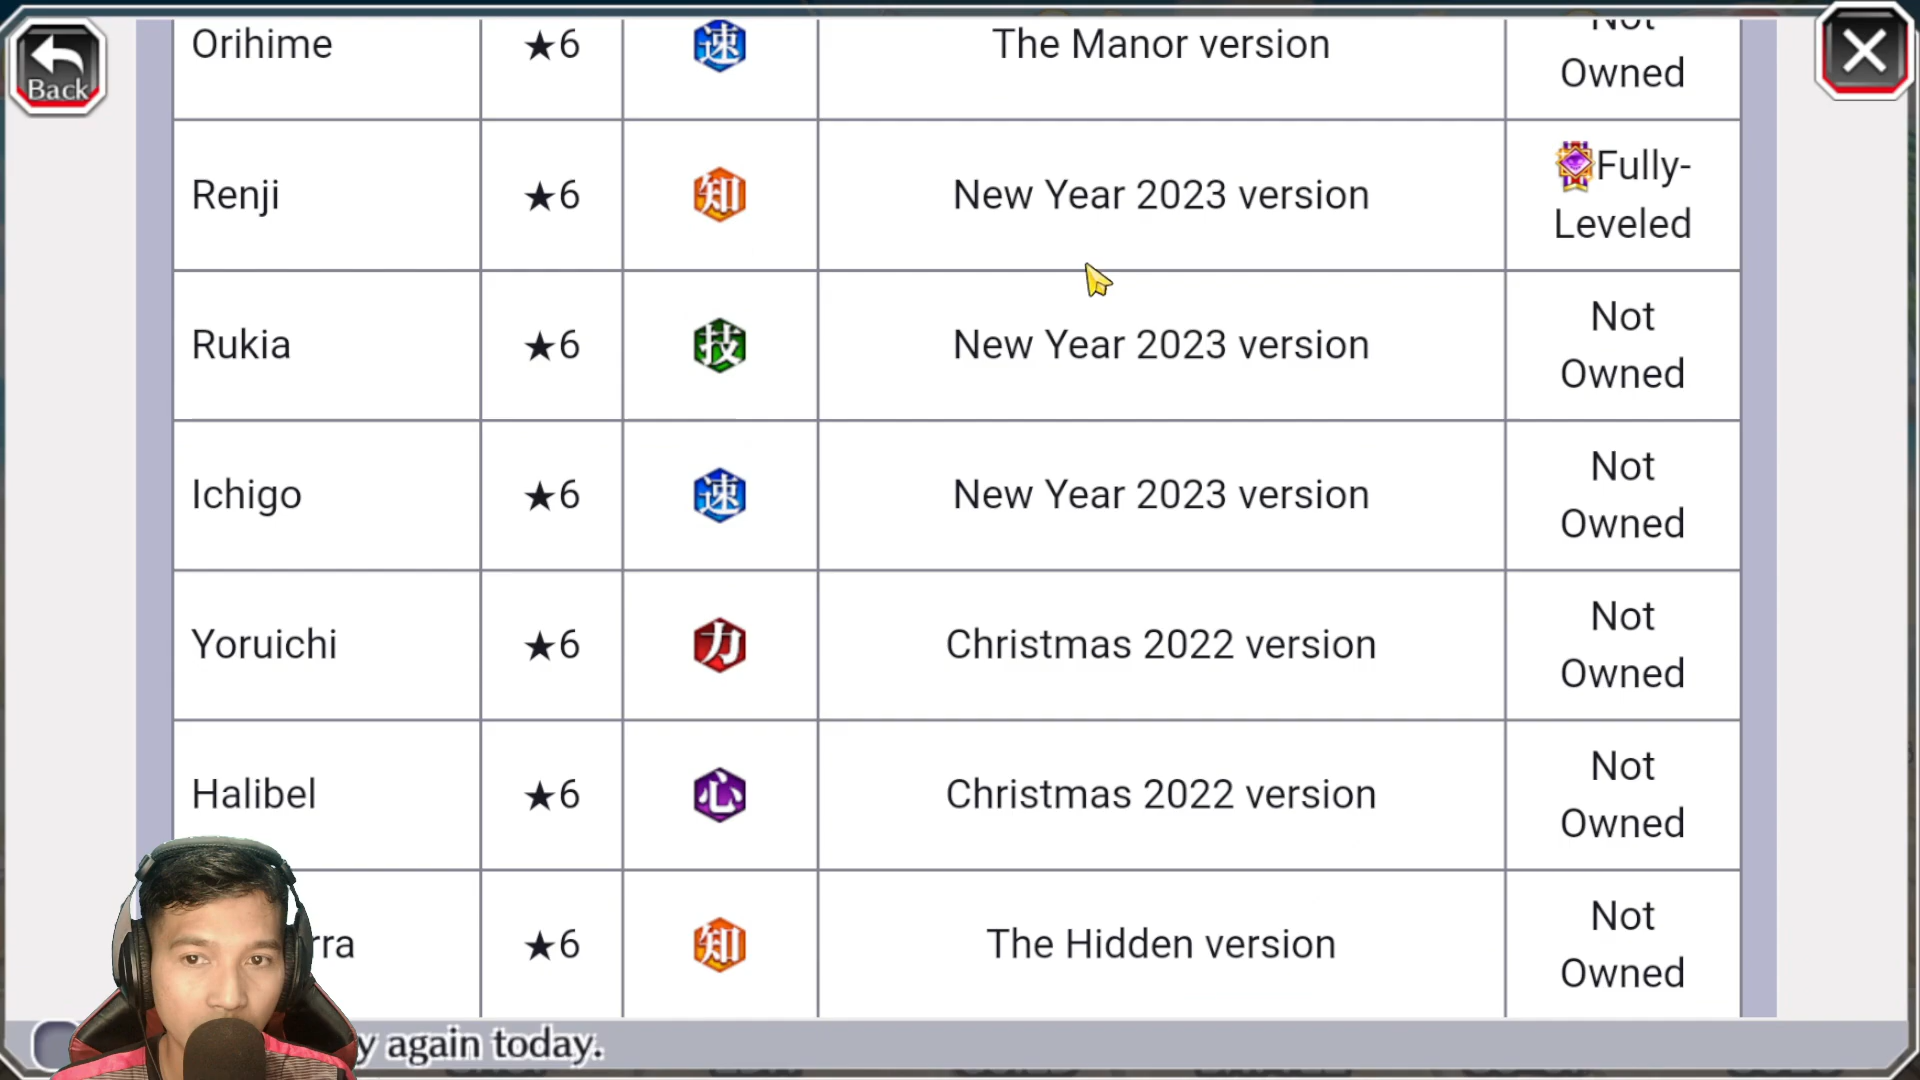 Back
Orihime ★6 速 The Manor version Not
Owned
Renji ★6 知 New Year 2023 version Fully-
Leveled
Rukia ★6 技 New Year 2023 version Not
Owned
Ichigo ★6 速 New Year 2023 version Not
Owned
Yoruichi ★6 力 Christmas 2022 version Not
Owned
Halibel ★6 心 Christmas 2022 version Not
Owned
rra ★6 知 The Hidden version Not
Owned
y again today.